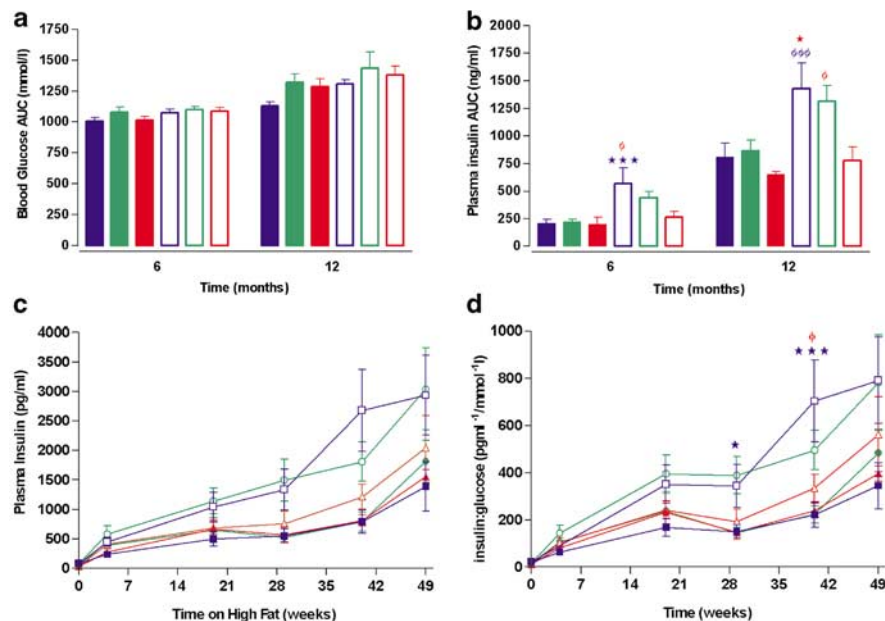 a
Blood Glucose AUC (mmol/l)
1750
1500
1250
1000
750
500
250
0
6
12
Time (months)
b
Plasma insulin AUC (ng/ml)
2000
1750
1500
1250
1000
750
500
250
0
6
12
Time (months)
c
Plasma Insulin (pg/ml)
4000
3500
3000
2500
2000
1500
1000
500
0
0 7 14 21 28 35 42 49
Time on High Fat (weeks)
d
insulin:glucose (pgml⁻¹/mmol⁻¹l)
1000
800
600
400
200
0
0 7 14 21 28 35 42 49
Time (weeks)